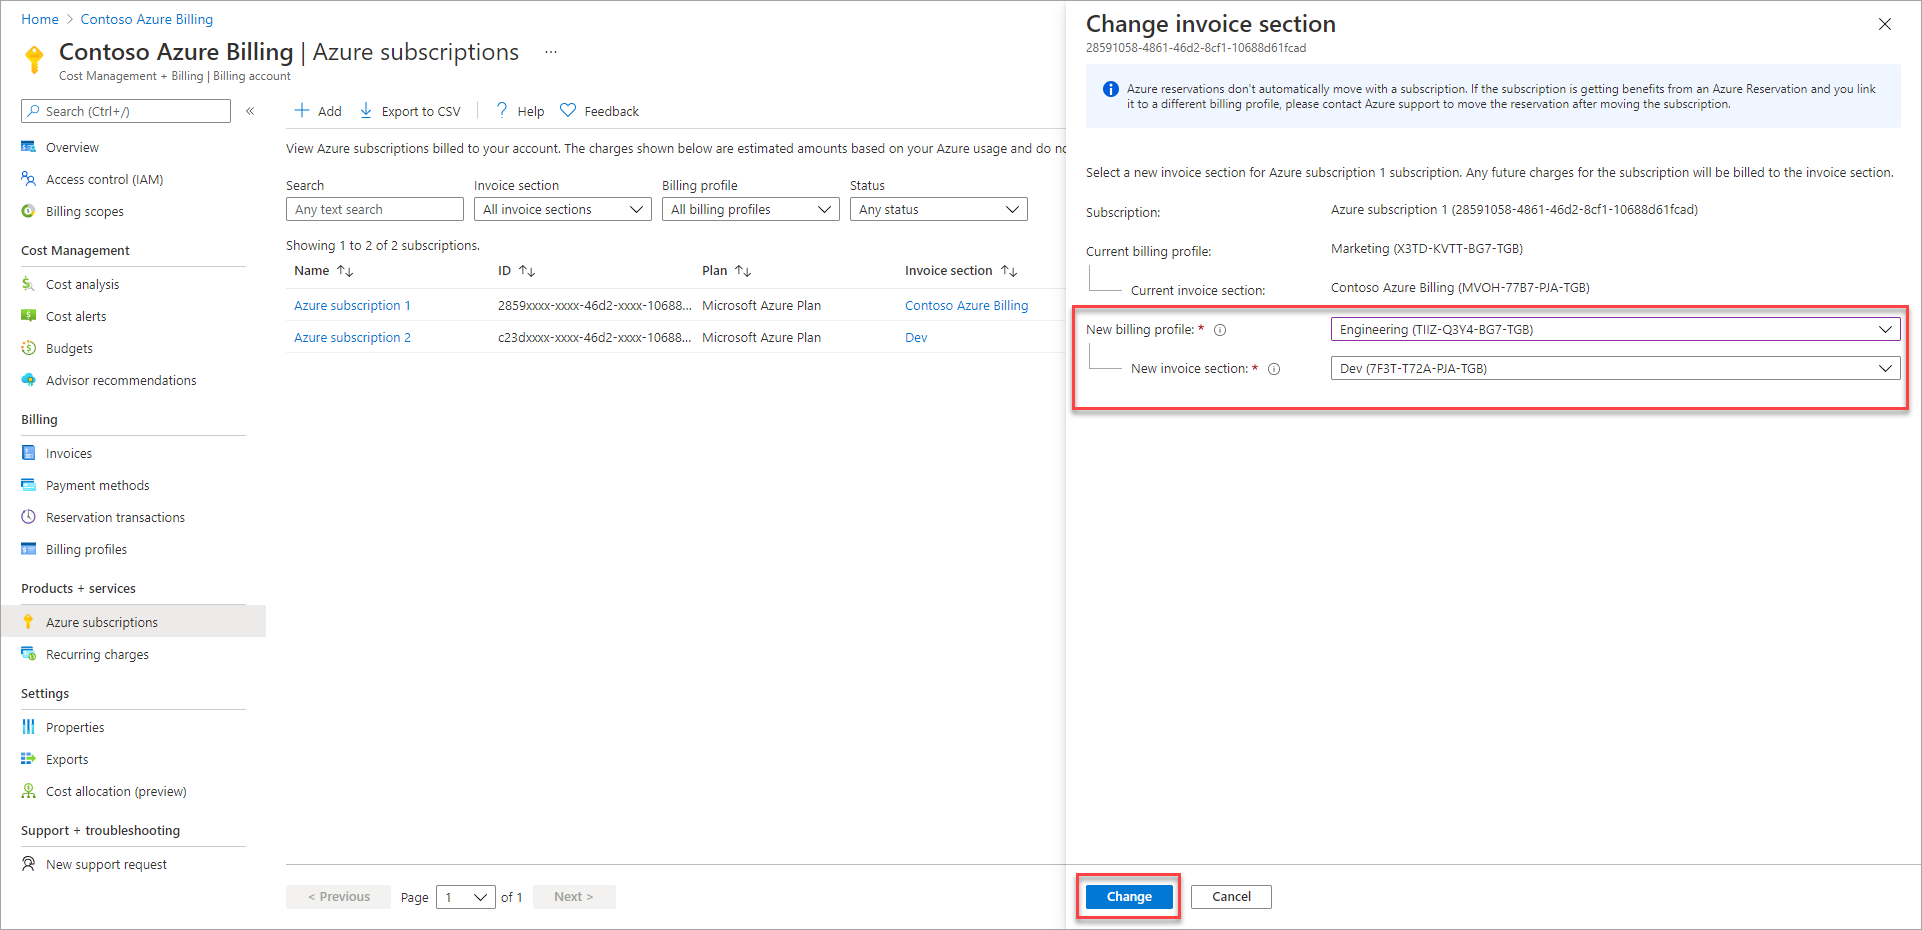 Home > Contoso Azure Billing
Contoso Azure Billing | Azure subscriptions ...
Cost Management + Billing | Billing account
Search (Ctrl+/)
«
Overview
Access control (IAM)
Billing scopes
Cost Management
Cost analysis
Cost alerts
Budgets
Advisor recommendations
Billing
Invoices
Payment methods
Reservation transactions
Billing profiles
Products + services
Azure subscriptions
Recurring charges
Settings
Properties
Exports
Cost allocation (preview)
Support + troubleshooting
New support request
Add Export to CSV Help Feedback
View Azure subscriptions billed to your account. The charges shown below are estimated amounts based on your Azure usage and do
Search Invoice section Billing profile Status
Any text search All invoice sections All billing profiles Any status
Showing 1 to 2 of 2 subscriptions.
Name ID Plan Invoice section
Azure subscription 1 2859xxxx-xxxx-46d2-xxxx-10688... Microsoft Azure Plan Contoso Azure Billing
Azure subscription 2 c23dxxxx-xxxx-46d2-xxxx-10688... Microsoft Azure Plan Dev
< Previous Page 1 of 1 Next >
Change invoice section
28591058-4861-46d2-8cf1-10688d61fcad
Azure reservations don't automatically move with a subscription. If the subscription is getting benefits from an Azure Reservation and you link
it to a different billing profile, please contact Azure support to move the reservation after moving the subscription.
Select a new invoice section for Azure subscription 1 subscription. Any future charges for the subscription will be billed to the invoice section.
Subscription: Azure subscription 1 (28591058-4861-46d2-8cf1-10688d61fcad)
Current billing profile: Marketing (X3TD-KVTT-BG7-TGB)
Current invoice section: Contoso Azure Billing (MVOH-77B7-PJA-TGB)
New billing profile: * Engineering (TIIZ-Q3Y4-BG7-TGB)
New invoice section: * Dev (7F3T-T72A-PJA-TGB)
Change Cancel